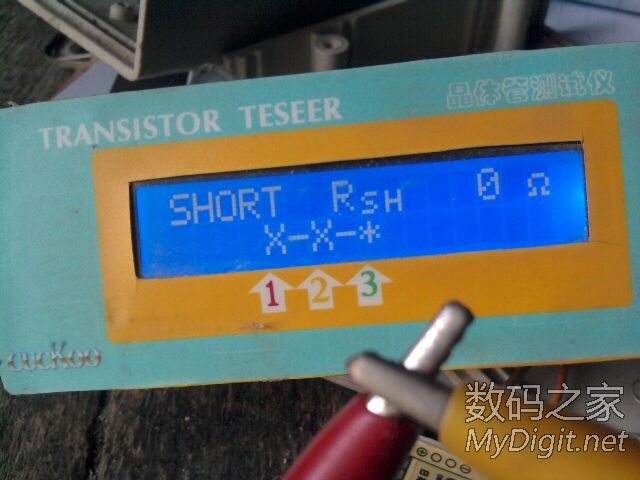 TRANSISTOR TESEER
晶体管测试仪
SHORT RSH 0 Ω
X-X-*
1 2 3
CUCKOO
数码之家
MyDigit.net